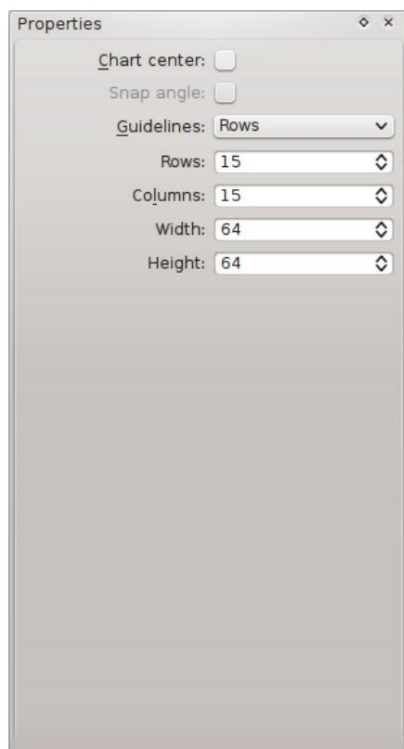 Properties
Chart center:
Snap angle:
Guidelines: Rows
Rows: 15
Columns: 15
Width: 64
Height: 64